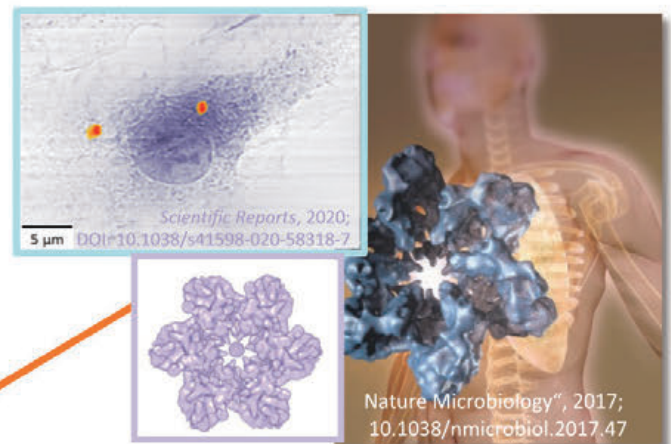 Scientific Reports, 2020;
DOI: 10.1038/s41598-020-58318-7
5 µm
Nature Microbiology“, 2017;
10.1038/nmicrobiol.2017.47